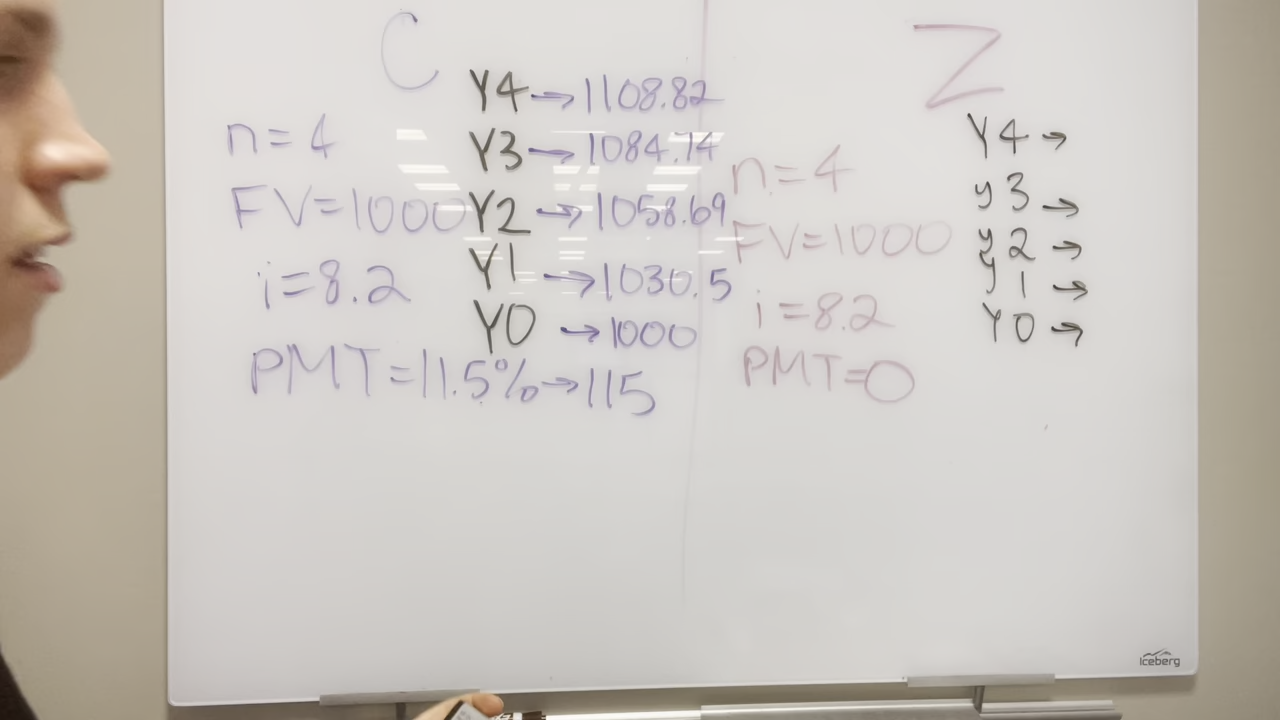 C
Y4→1108.82
n=4
Y3→1084.74
FV=1000
Y2→1058.69
i=8.2
Y1→1030.5
Y0→1000
PMT=11.5%→115
Z
Y4→
n=4
y3→
FV=1000
y2→
y1→
i=8.2
Y0→
PMT=0
Iceberg